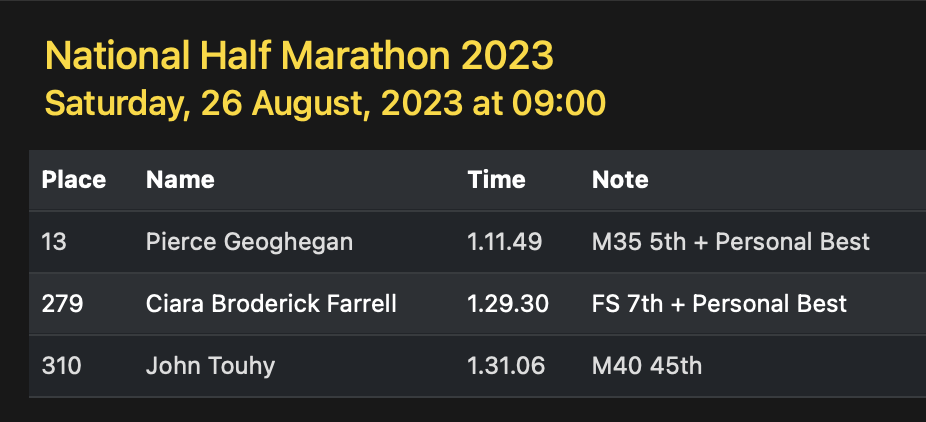 National Half Marathon 2023
Saturday, 26 August, 2023 at 09:00
Place Name Time Note
13 Pierce Geoghegan 1.11.49 M35 5th + Personal Best
279 Ciara Broderick Farrell 1.29.30 FS 7th + Personal Best
310 John Touhy 1.31.06 M40 45th